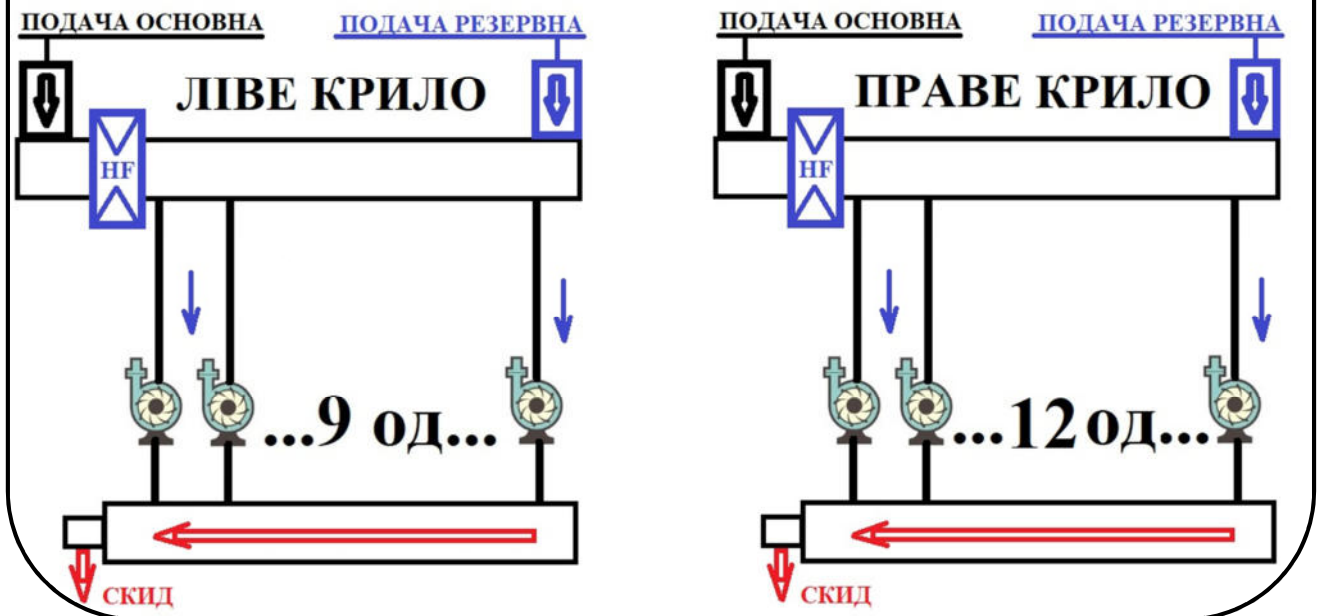 ПОДАЧА ОСНОВНА
ПОДАЧА РЕЗЕРВНА
ЛІВЕ КРИЛО
HF
...9 од...
СКИД
ПОДАЧА ОСНОВНА
ПОДАЧА РЕЗЕРВНА
ПРАВЕ КРИЛО
HF
...12 од...
СКИД